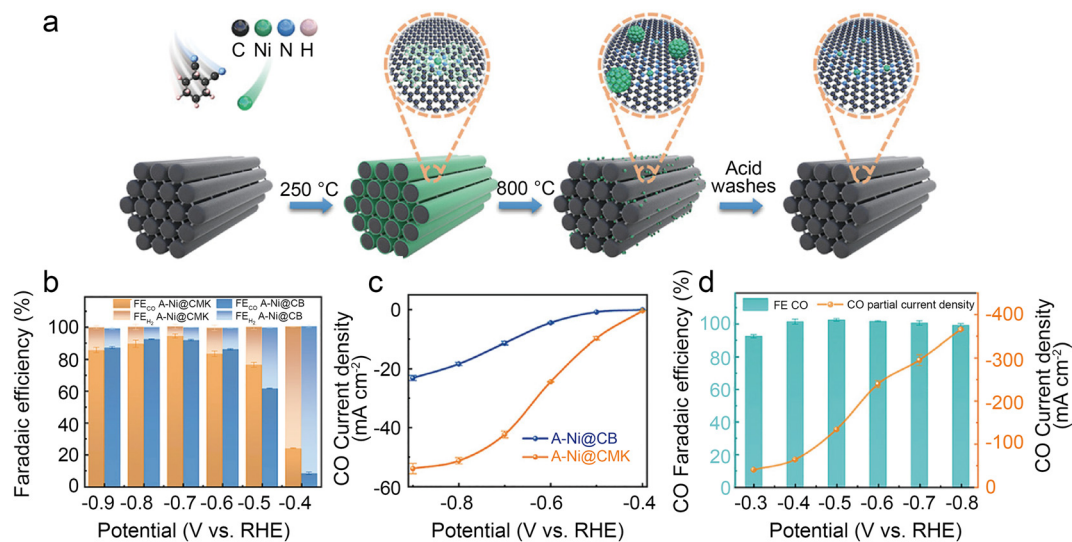 a
C Ni N H
250 °C
800 °C
Acid
washes
b
Faradaic efficiency (%)
FECO A-Ni@CMK FECO A-Ni@CB
FEH2 A-Ni@CMK FEH2 A-Ni@CB
100
80
60
40
20
0
-0.9 -0.8 -0.7 -0.6 -0.5 -0.4
Potential (V vs. RHE)
c
CO Current density
(mA cm-2)
0
-20
-40
-60
A-Ni@CB
A-Ni@CMK
-0.8 -0.6 -0.4
Potential (V vs. RHE)
d
CO Faradaic efficiency (%)
FE CO CO partial current density
100
80
60
40
20
0
-400
-300
-200
-100
0
CO Current density
(mA cm-2)
-0.3 -0.4 -0.5 -0.6 -0.7 -0.8
Potential (V vs. RHE)